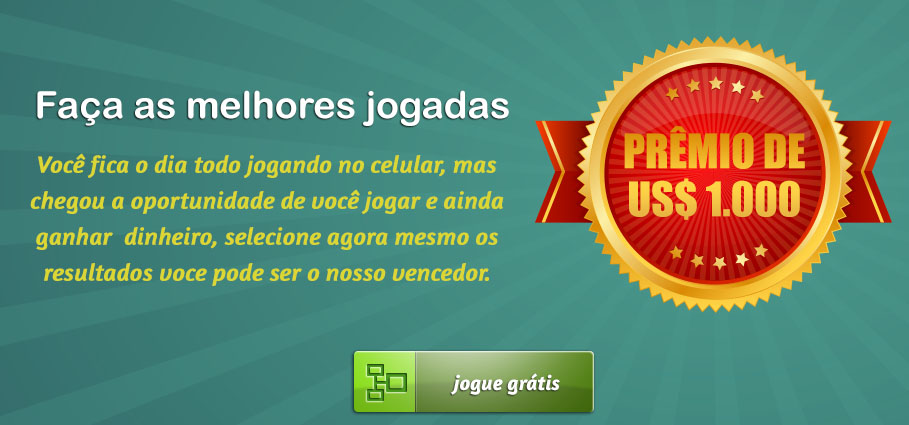 Faça as melhores jogadas
Você fica o dia todo jogando no celular, mas
chegou a oportunidade de você jogar e ainda
ganhar  dinheiro, selecione agora mesmo os
resultados voce pode ser o nosso vencedor.
PRÊMIO DE
US$ 1.000
jogue grátis